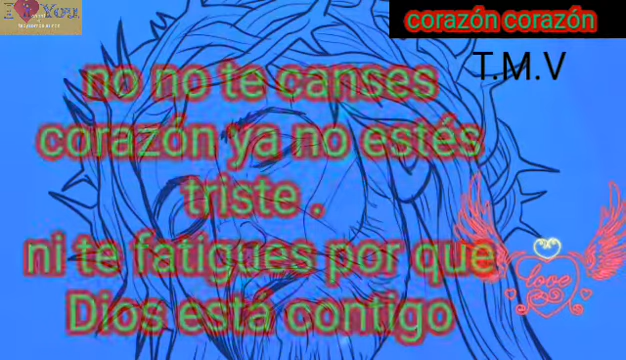 I You
corazón corazón
T.M.V
no no te canses
corazón ya no estés
triste .
ni te fatigues por que
Dios está contigo
love